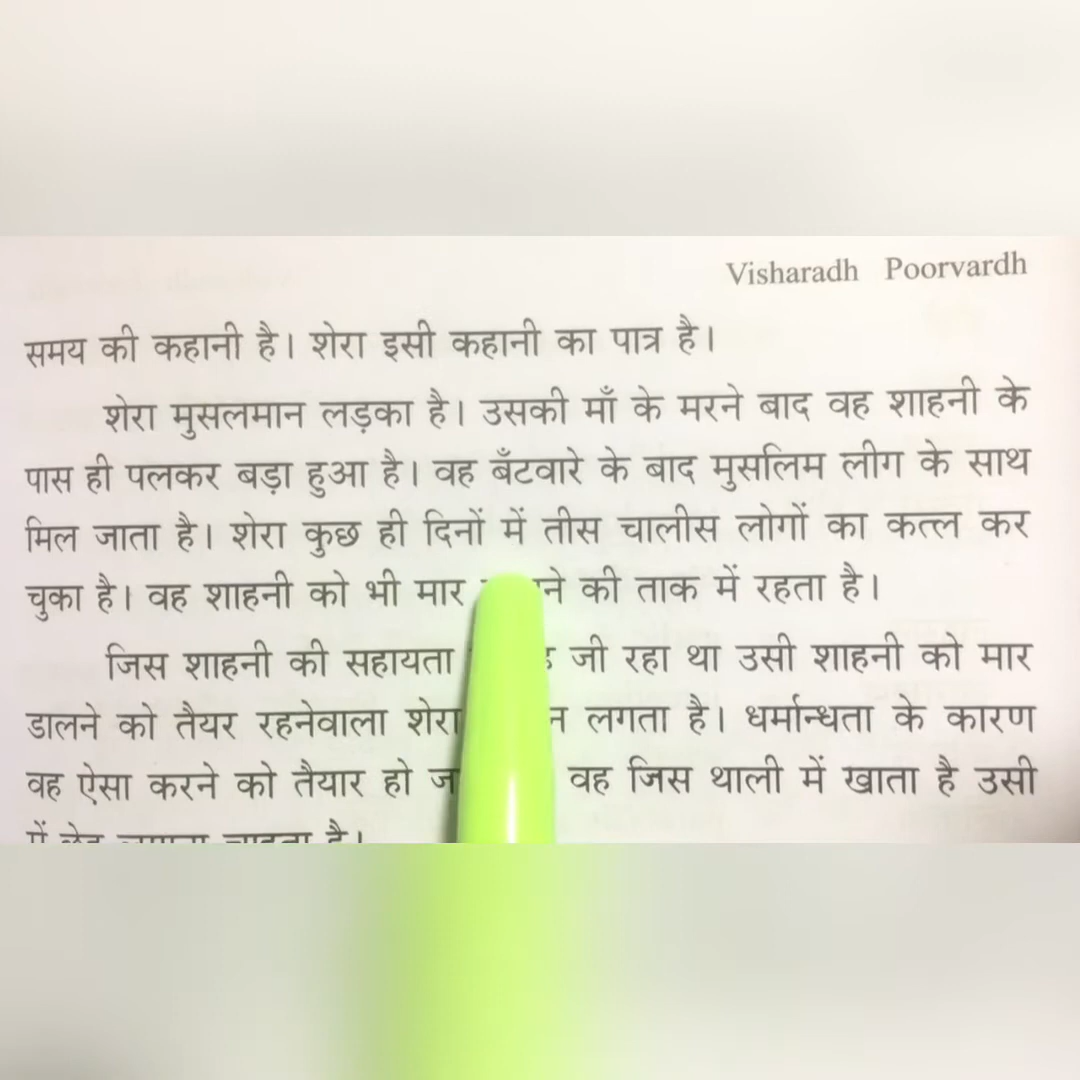 Visharadh Poorvardh
समय की कहानी है। शेरा इसी कहानी का पात्र है।
शेरा मुसलमान लड़का है। उसकी माँ के मरने बाद वह शाहनी के
पास ही पलकर बड़ा हुआ है। वह बँटवारे के बाद मुसलिम लीग के साथ
मिल जाता है। शेरा कुछ ही दिनों में तीस चालीस लोगों का कत्ल कर
चुका है। वह शाहनी को भी मार की ताक में रहता है।
जिस शाहनी की सहायता जी रहा था उसी शाहनी को मार
डालने को तैयर रहनेवाला शेरा लगता है। धर्मान्धता के कारण
वह ऐसा करने को तैयार हो वह जिस थाली में खाता है उसी
है।